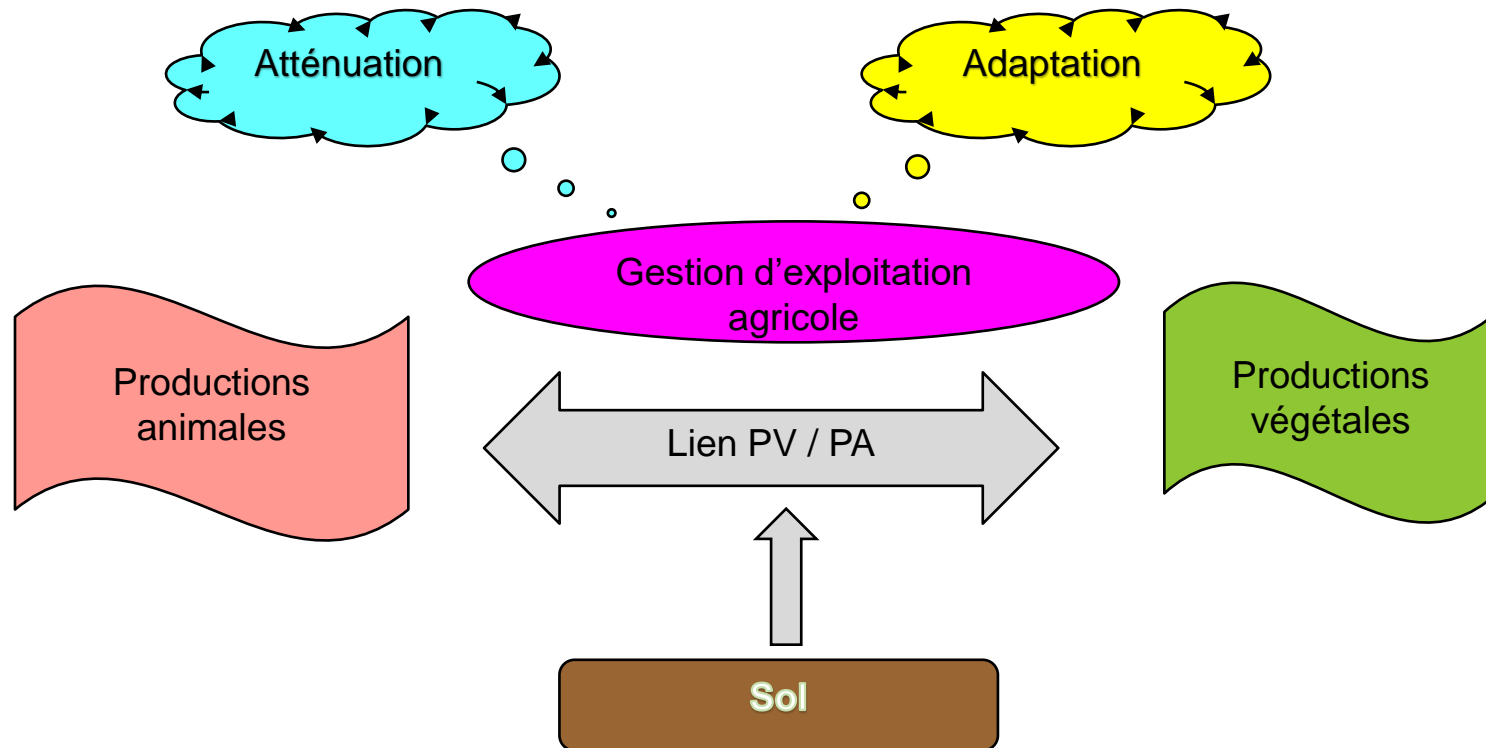 Atténuation
Adaptation
Gestion d’exploitation
agricole
Productions
animales
Lien PV / PA
Productions
végétales
Sol